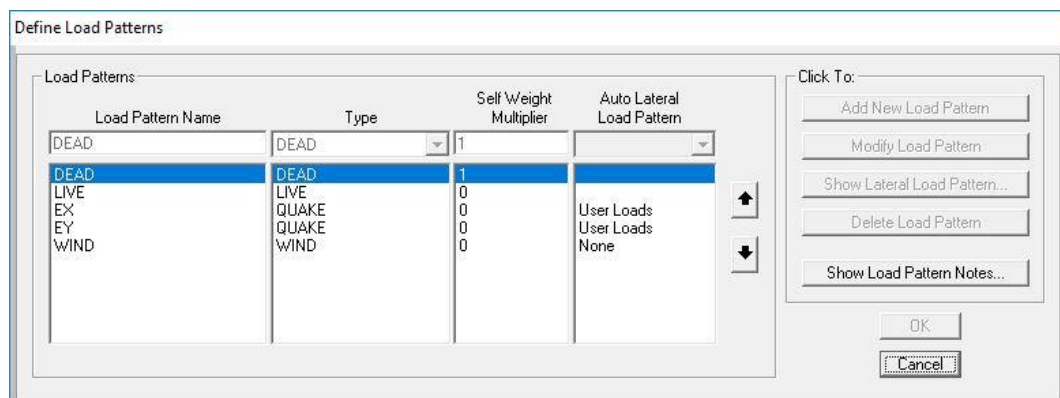 Define Load Patterns
Load Patterns
Click To:
Load Pattern Name Type Self Weight Multiplier Auto Lateral Load Pattern
DEAD DEAD 1
DEAD DEAD 1
LIVE LIVE 0
EX QUAKE 0 User Loads
EY QUAKE 0 User Loads
WIND WIND 0 None
Add New Load Pattern
Modify Load Pattern
Show Lateral Load Pattern...
Delete Load Pattern
Show Load Pattern Notes...
OK
Cancel